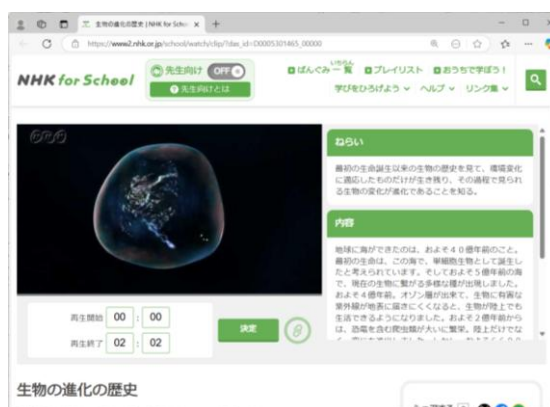 生物の進化の歴史 | NHK for School
https://www2.nhk.or.jp/school/watch/clip/?das_id=D0005301465_00000
NHK for School
先生向け OFF
先生向けとは
ばんぐみ一覧 いちらん プレイリスト おうちで学ぼう!
学びをひろげよう ヘルプ リンク集
NHK
ねらい
最初の生命誕生以来の生物の歴史を見て、環境変化
に適応したものだけが生き残り、その過程で見られ
る生物の変化が進化であることを知る。
内容
地球に海ができたのは、およそ40億年前のこと。
最初の生命は、この海で、単細胞生物として誕生し
たと考えられています。そしておよそ5億年前の海
で、現在の生物に繋がる多様な種が出現しました。
およそ4億年前。オゾン層が出来て、生物に有害な
紫外線が地表に届きにくくなると、生物が陸上でも
生活できるようになりました。およそ2億年前から
は、恐竜を含む爬虫類が大いに繁栄。陸上だけでな
再生開始 00 : 00
再生終了 02 : 02
決定
生物の進化の歴史